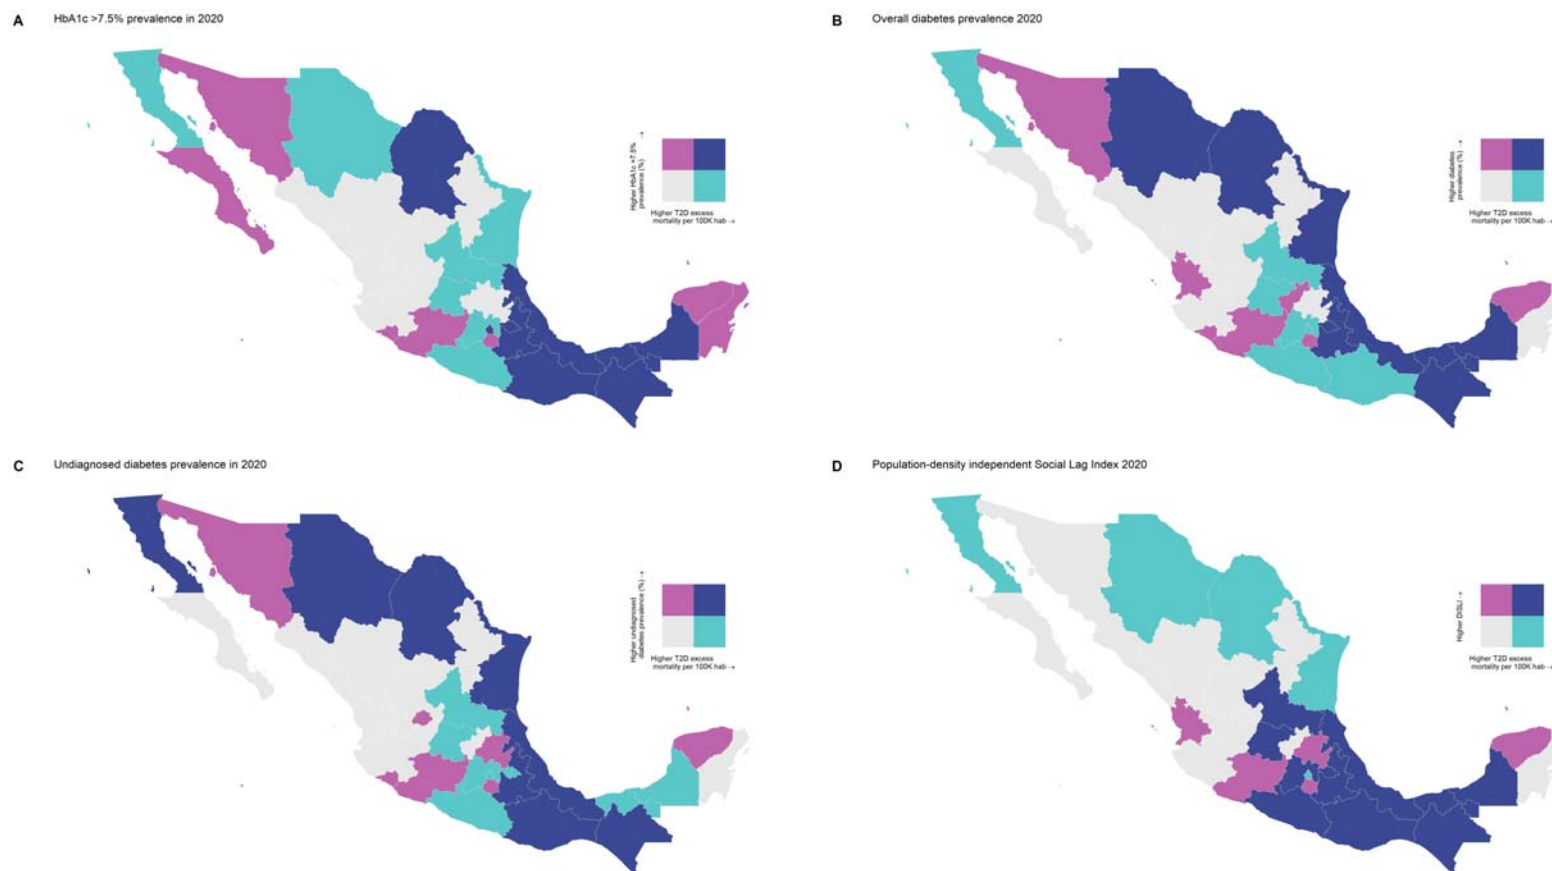 A HbA1c >7.5% prevalence in 2020
Higher HbA1c >7.5% →
prevalence (%)
Higher T2D excess
mortality per 100K hab →
B Overall diabetes prevalence 2020
Higher diabetes
prevalence (%) →
Higher T2D excess
mortality per 100K hab →
C Undiagnosed diabetes prevalence in 2020
Higher undiagnosed
diabetes prevalence (%) →
Higher T2D excess
mortality per 100K hab →
D Population-density independent Social Lag Index 2020
Higher DISLI →
Higher T2D excess
mortality per 100K hab →